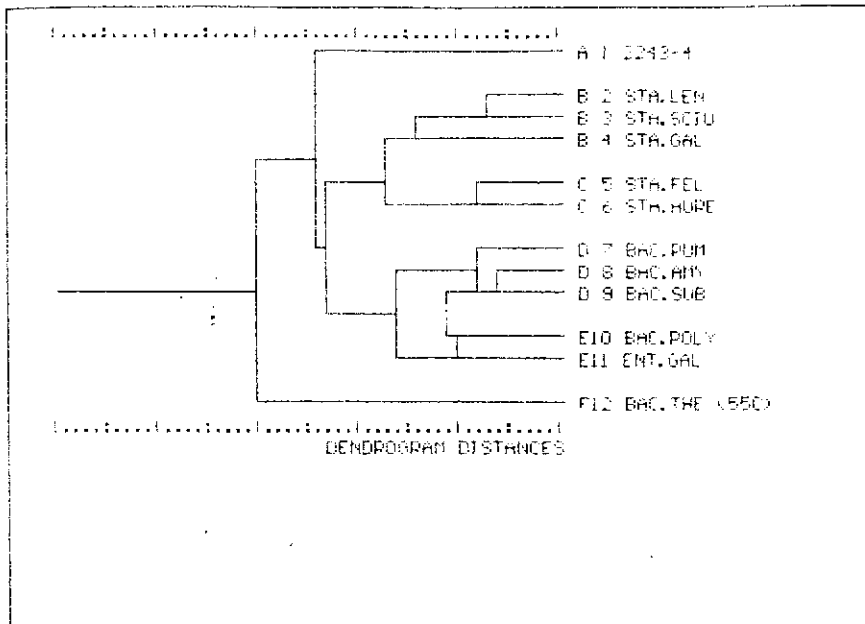 A 1 2243-4
B 2 STA.LEN
B 3 STA.SCIU
B 4 STA.GAL
C 5 STA.FEL
C 6 STA.AURE
D 7 BAC.PUM
D 8 BAC.AMY
D 9 BAC.SUB
E10 BAC.POLY
E11 ENT.GAL
F12 BAC.THE (55C)
DENDROGRAM DISTANCES